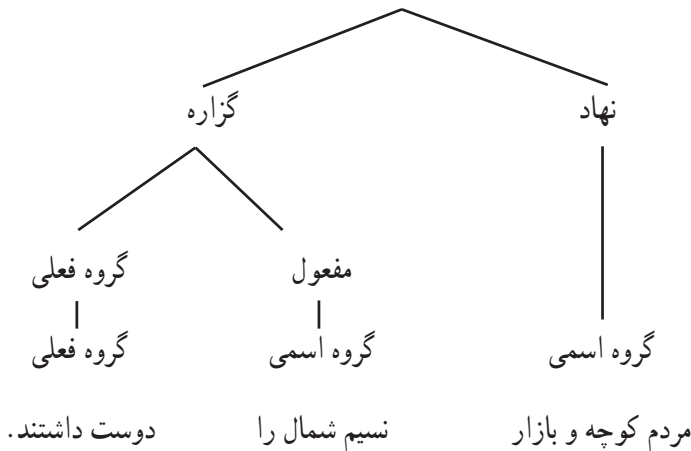 نهاد گزاره
مفعول گروه فعلی
گروه اسمی گروه اسمی گروه فعلی
مردم کوچه و بازار نسیم شمال را دوست داشتند.